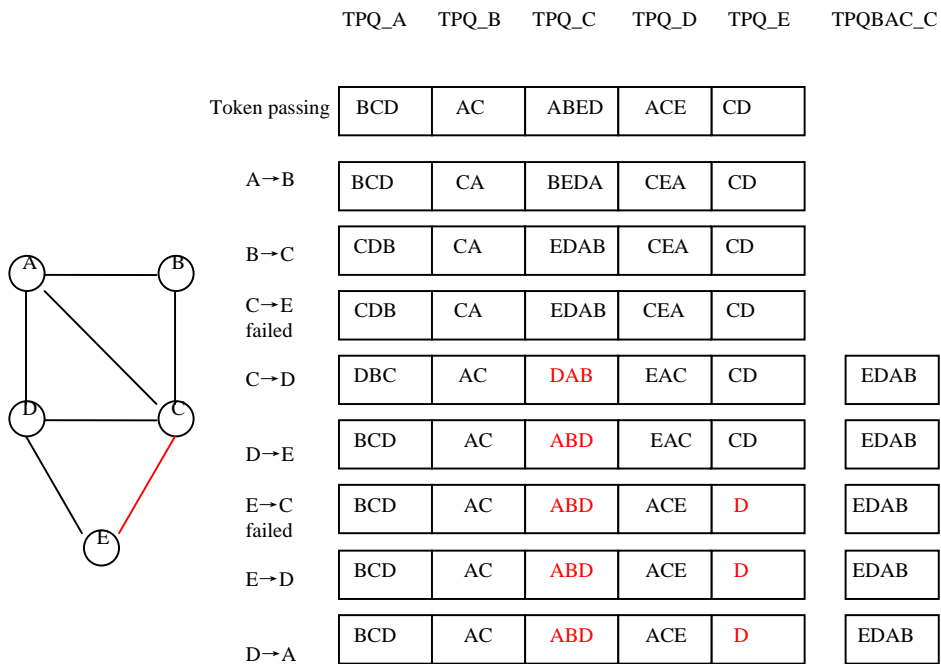 TPQ_A TPQ_B TPQ_C TPQ_D TPQ_E TPQBAC_C
Token passing BCD AC ABED ACE CD
A→B BCD CA BEDA CEA CD
B→C CDB CA EDAB CEA CD
C→E failed CDB CA EDAB CEA CD
C→D DBC AC DAB EAC CD EDAB
D→E BCD AC ABD EAC CD EDAB
E→C failed BCD AC ABD ACE D EDAB
E→D BCD AC ABD ACE D EDAB
D→A BCD AC ABD ACE D EDAB
A B
D C
E